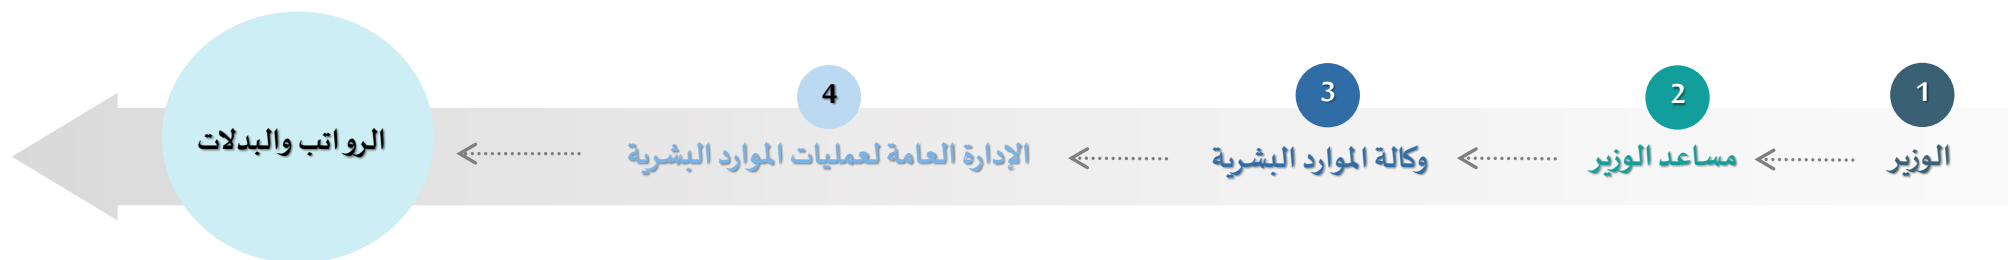 1
الوزير
2
مساعد الوزير
3
وكالة الموارد البشرية
4
الإدارة العامة لعمليات الموارد البشرية
الرواتب والبدلات